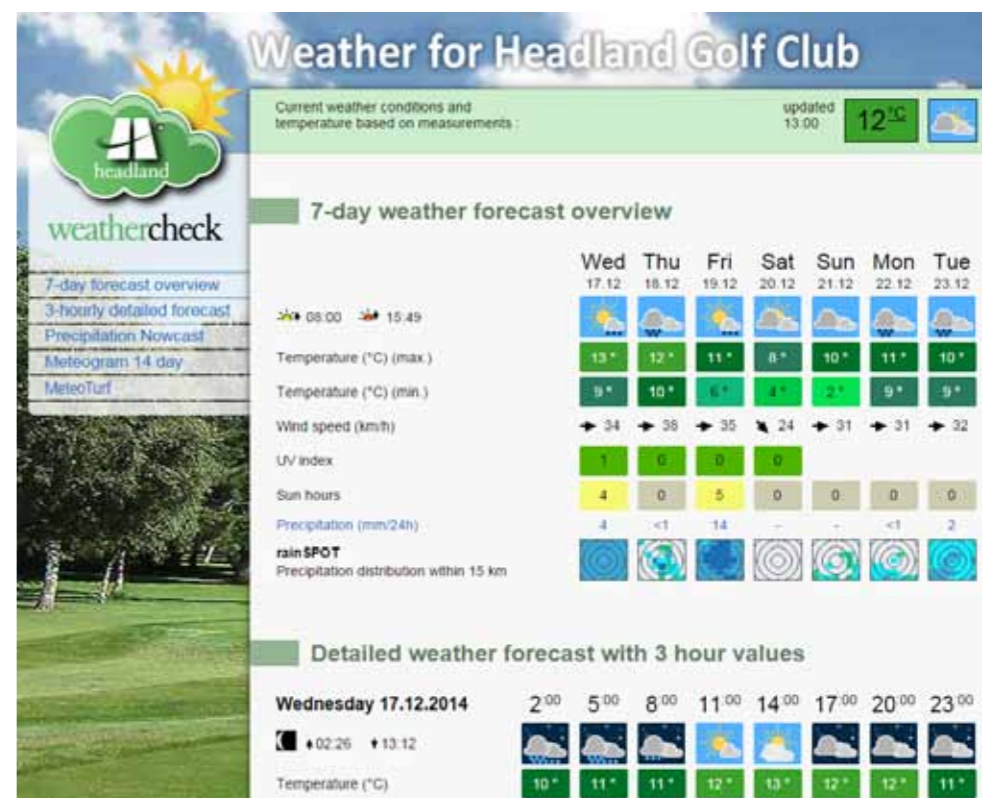 Weather for Headland Golf Club
headland
weathercheck
7-day forecast overview
3-hourly detailed forecast
Precipitation Nowcast
Meteogram 14 day
MeteoTurf
Current weather conditions and
temperature based on measurements :
updated
13:00
12°C
7-day weather forecast overview
Wed Thu Fri Sat Sun Mon Tue
17.12 18.12 19.12 20.12 21.12 22.12 23.12
08:00 15:49
Temperature (°C) (max.) 13° 12° 11° 8° 10° 11° 10°
Temperature (°C) (min.) 9° 10° 6° 4° 2° 9° 9°
Wind speed (km/h) 34 38 35 24 31 31 32
UV index 1 0 0 0
Sun hours 4 0 5 0 0 0 0
Precipitation (mm/24h) 4 <1 14 - - <1 2
rainSPOT
Precipitation distribution within 15 km
Detailed weather forecast with 3 hour values
Wednesday 17.12.2014 2:00 5:00 8:00 11:00 14:00 17:00 20:00 23:00
02:26 13:12
Temperature (°C) 10° 11° 11° 12° 13° 12° 12° 11°